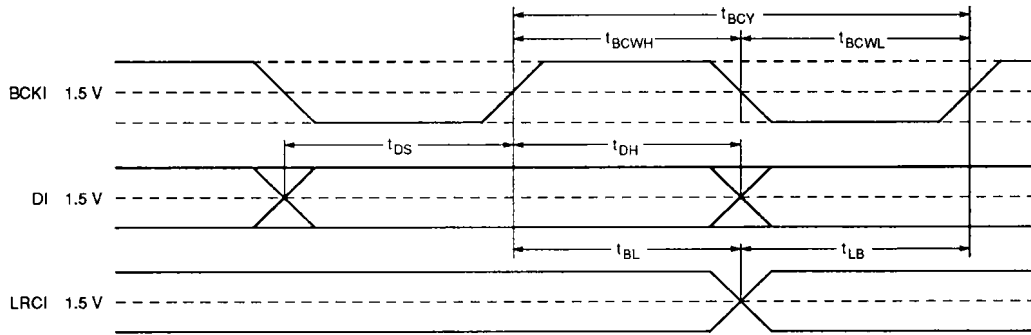 tBCY
tBCWH tBCWL
BCKI 1.5 V
tDS tDH
DI 1.5 V
tBL tLB
LRCI 1.5 V